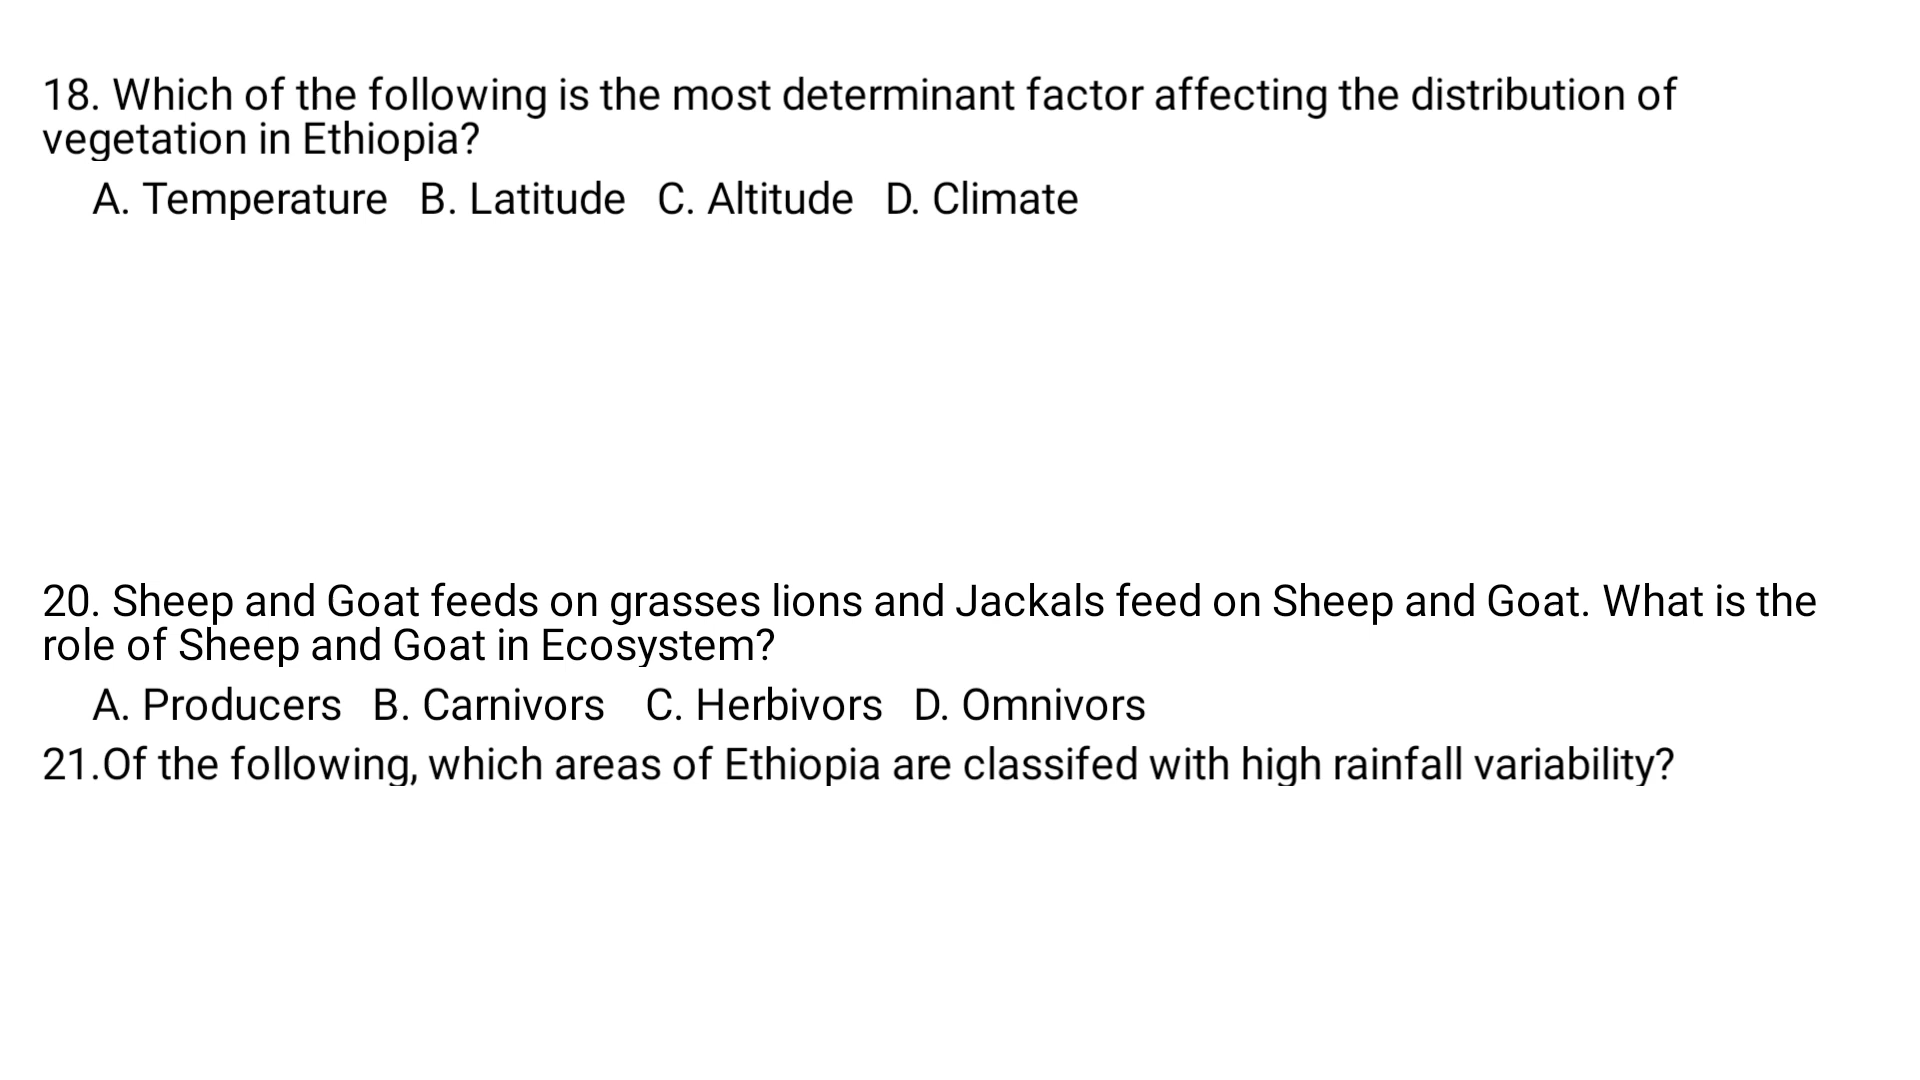 18. Which of the following is the most determinant factor affecting the distribution of
vegetation in Ethiopia?
A. Temperature B. Latitude C. Altitude D. Climate
20. Sheep and Goat feeds on grasses lions and Jackals feed on Sheep and Goat. What is the
role of Sheep and Goat in Ecosystem?
A. Producers B. Carnivors C. Herbivors D. Omnivors
21.Of the following, which areas of Ethiopia are classifed with high rainfall variability?